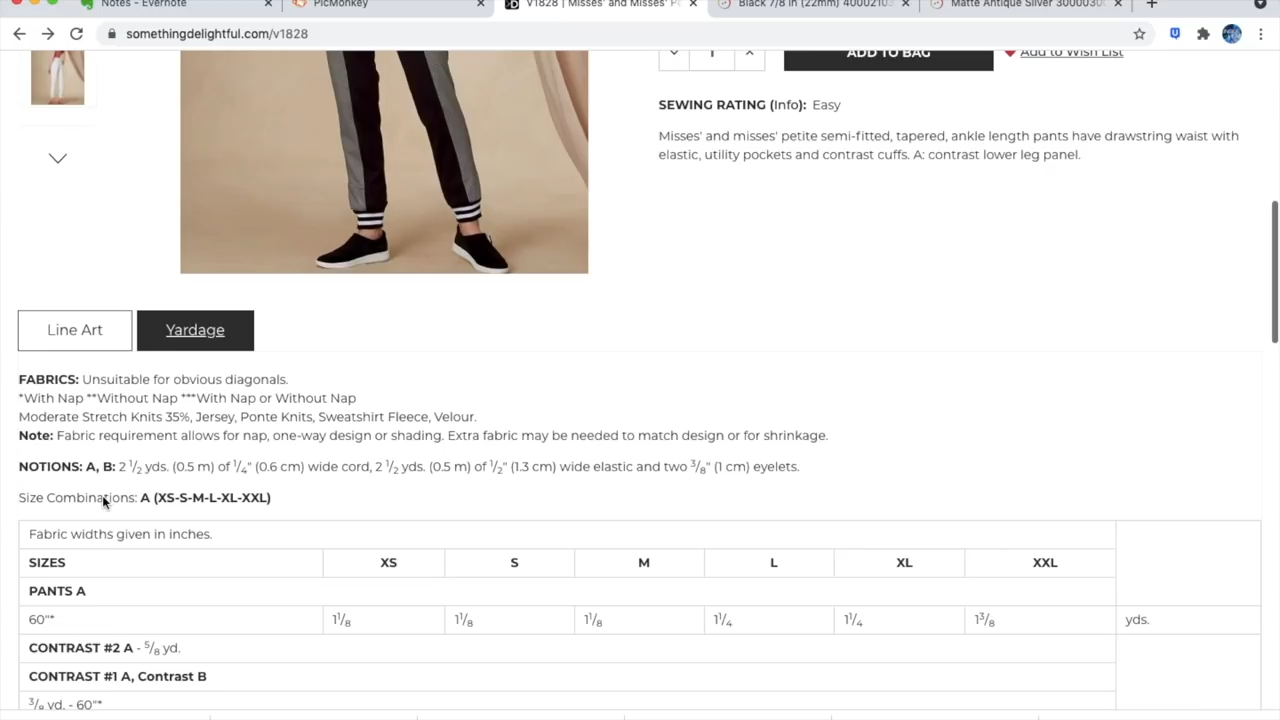 Notes - Evernote
PicMonkey
V1828 | Misses' and Misses' Pe
Black 7/8 in (22mm) 40002103
Matte Antique Silver 30000300
somethingdelightful.com/v1828
1
ADD TO BAG
Add to Wish List
SEWING RATING (Info): Easy
Misses' and misses' petite semi-fitted, tapered, ankle length pants have drawstring waist with
elastic, utility pockets and contrast cuffs. A: contrast lower leg panel.
Line Art
Yardage
FABRICS: Unsuitable for obvious diagonals.
*With Nap **Without Nap ***With Nap or Without Nap
Moderate Stretch Knits 35%, Jersey, Ponte Knits, Sweatshirt Fleece, Velour.
Note: Fabric requirement allows for nap, one-way design or shading. Extra fabric may be needed to match design or for shrinkage.
NOTIONS: A, B: 2 1/2 yds. (0.5 m) of 1/4" (0.6 cm) wide cord, 2 1/2 yds. (0.5 m) of 1/2" (1.3 cm) wide elastic and two 3/8" (1 cm) eyelets.
Size Combinations: A (XS-S-M-L-XL-XXL)
Fabric widths given in inches.
SIZES XS S M L XL XXL
PANTS A
60"* 1 1/8 1 1/8 1 1/8 1 1/4 1 1/4 1 3/8 yds.
CONTRAST #2 A - 5/8 yd.
CONTRAST #1 A, Contrast B
3/8 yd. - 60"*